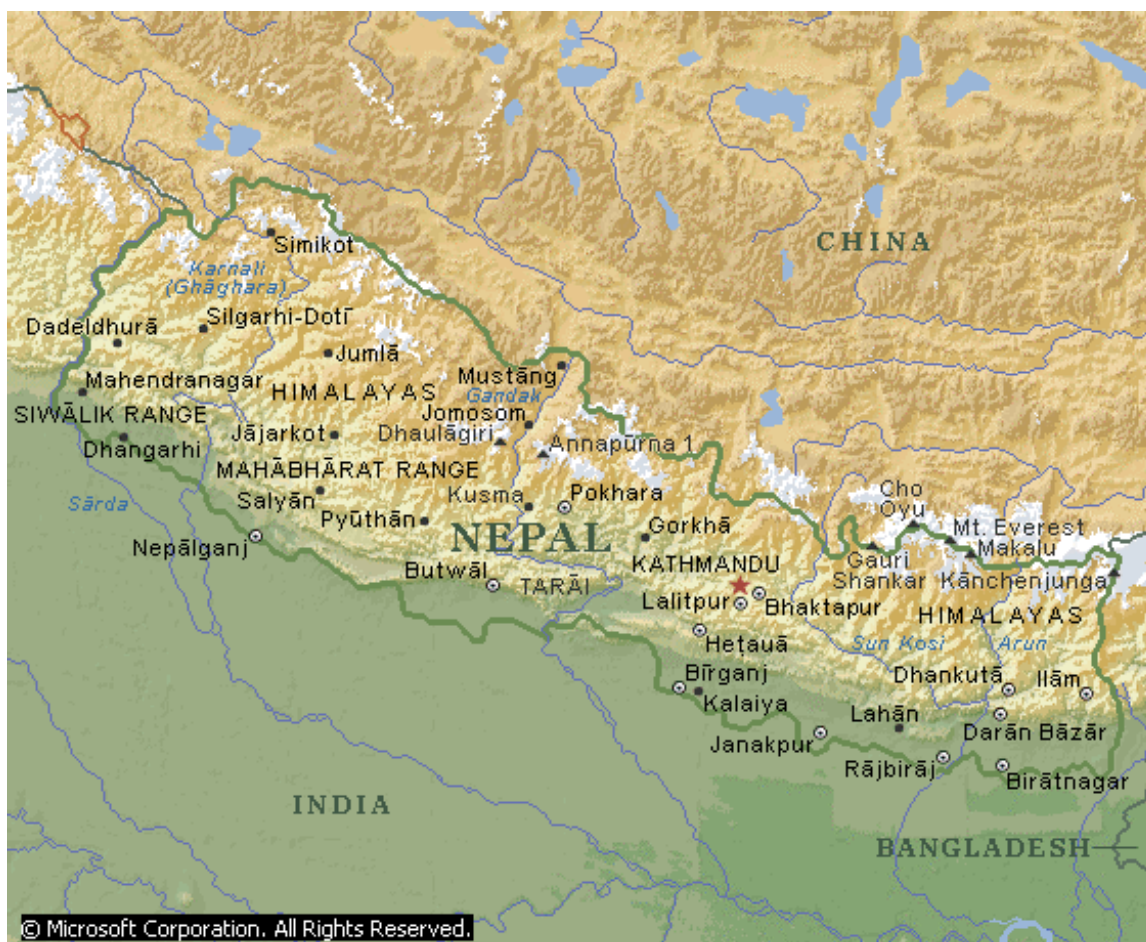 CHINA
Simikot
Karnali
(Ghāghara)
Silgarhi-Dotī
Dadeldhurā
Jumlā
Mustāng
Mahendranagar
HIMALAYAS
Gandak
SIWĀLIK RANGE
Jomosom
Dhangarhi
Jājarkot
Dhaulāgiri
Annapūrna 1
MAHĀBHĀRAT RANGE
Sārda
Salyān
Kusma
Pokhara
Cho
Oyu
Pyūthān
Gorkhā
Mt. Everest
NEPAL
Nepālganj
Makalu
KATHMANDU
Gauri
Shankar
Kānchenjunga
Butwāl
TARĀI
Lalitpur
Bhaktapur
HIMALAYAS
Heṭauā
Sun Kosi
Arun
Bīrganj
Dhankutā
Ilām
Kalaiya
Lahān
Darān Bāzār
Janakpur
Rājbirāj
Birātnagar
INDIA
BANGLADESH
© Microsoft Corporation. All Rights Reserved.